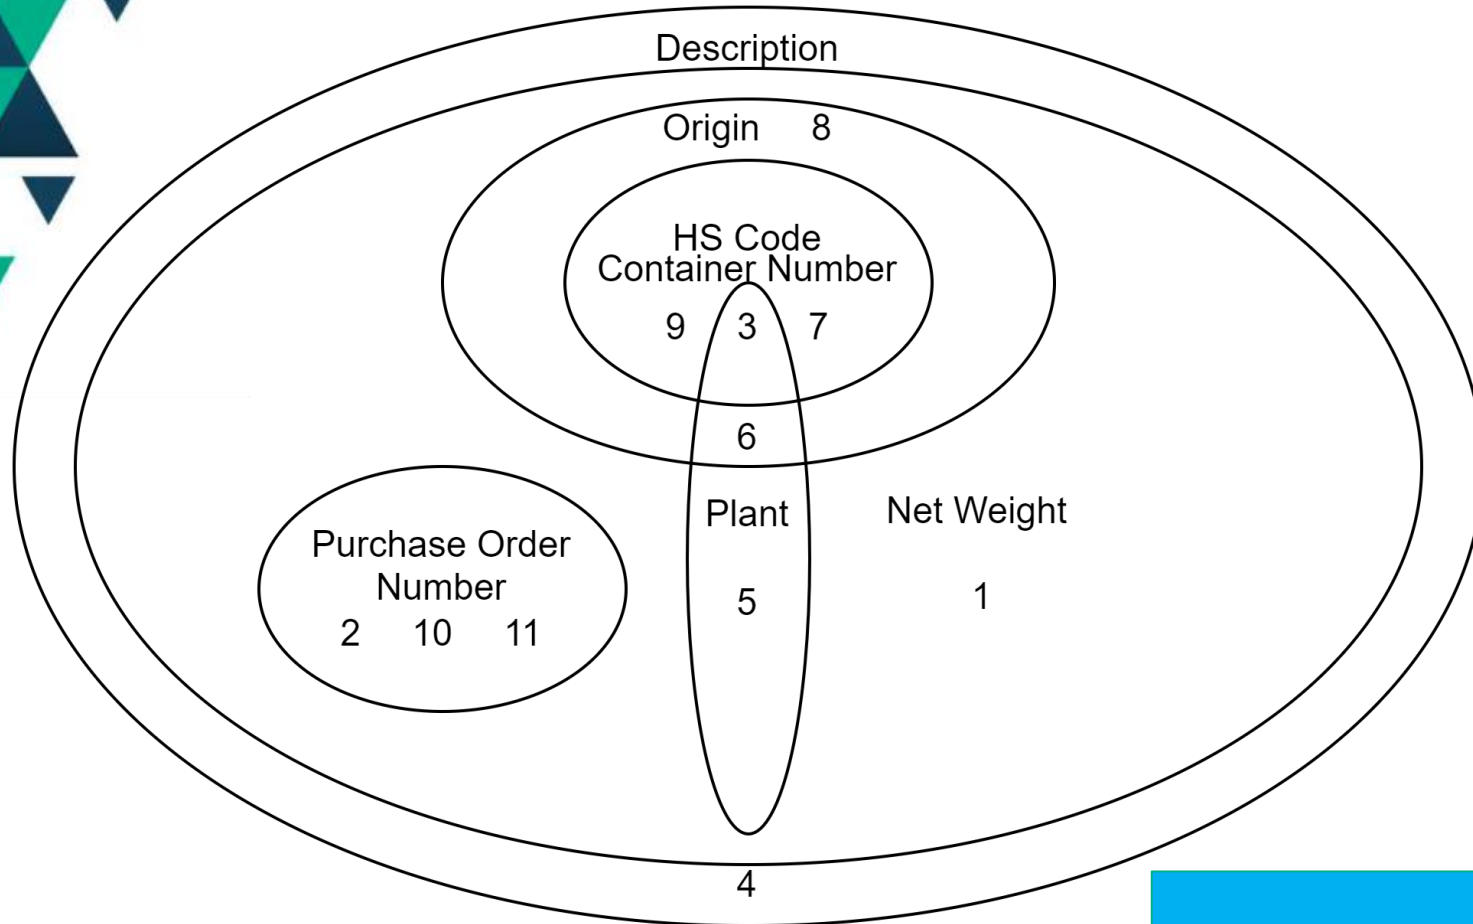 Description
Origin 8
HS Code
Container Number
9 3 7
6
Plant
Net Weight
Purchase Order
Number
5
1
2 10 11
4